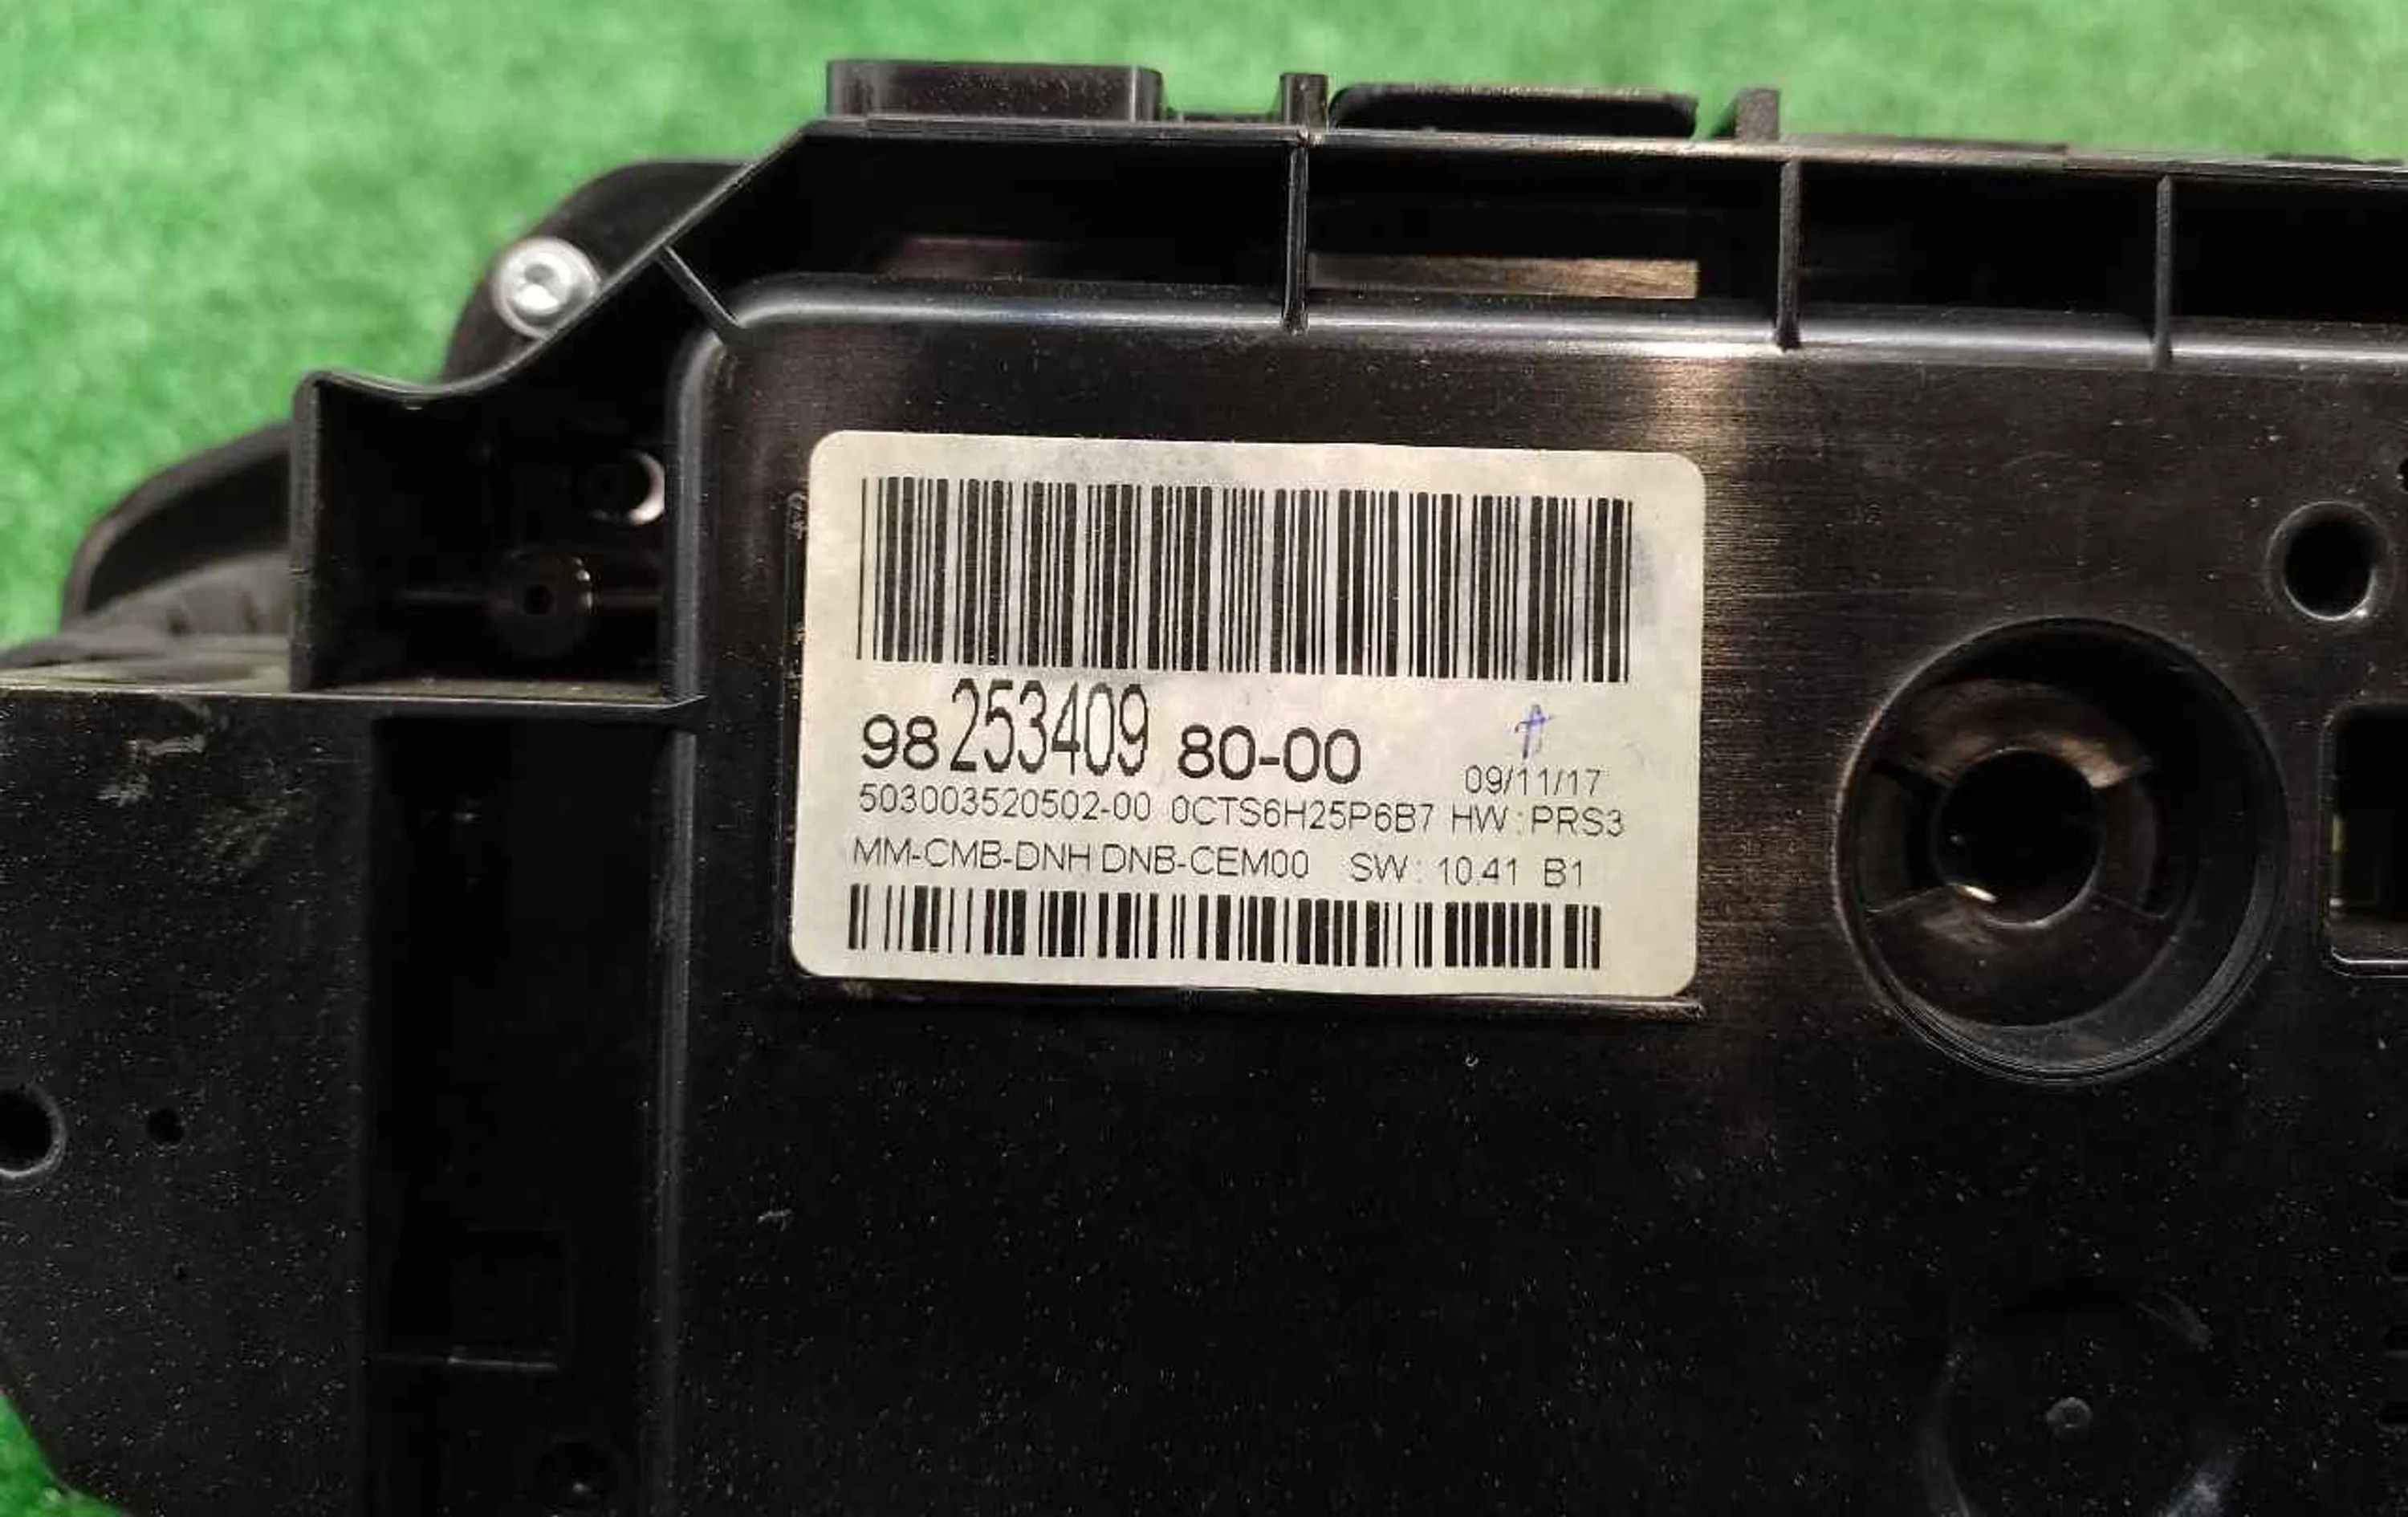 98 253409 80-00
09/11/17
503003520502-00 0CTS6H25P6B7 HW:PRS3
MM-CMB-DNH DNB-CEM00 SW: 10.41 B1